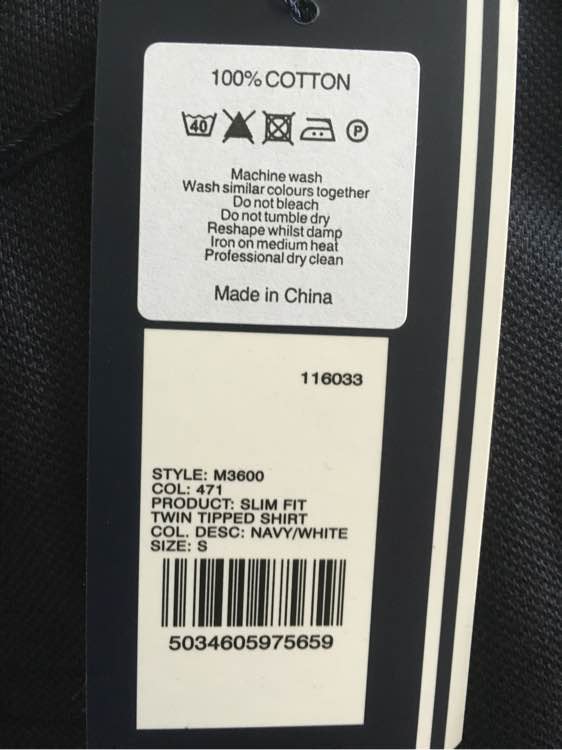 100% COTTON
40 P
Machine wash
Wash similar colours together
Do not bleach
Do not tumble dry
Reshape whilst damp
Iron on medium heat
Professional dry clean
Made in China
116033
STYLE: M3600
COL: 471
PRODUCT: SLIM FIT
TWIN TIPPED SHIRT
COL. DESC: NAVY/WHITE
SIZE: S
5034605975659